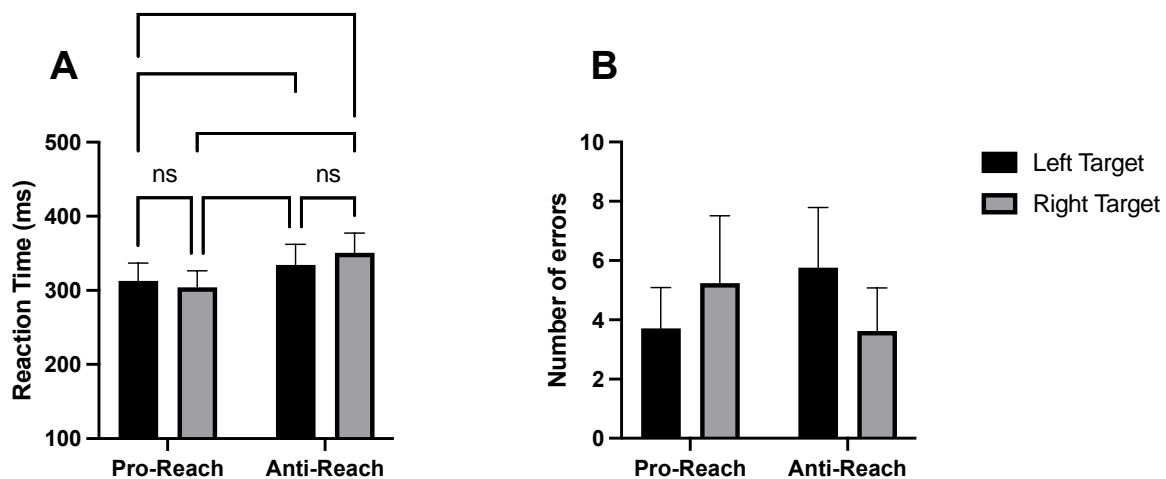 A
B
Reaction Time (ms)
500
400
300
200
100
ns
ns
Pro-Reach
Anti-Reach
Number of errors
10
8
6
4
2
0
Pro-Reach
Anti-Reach
Left Target
Right Target